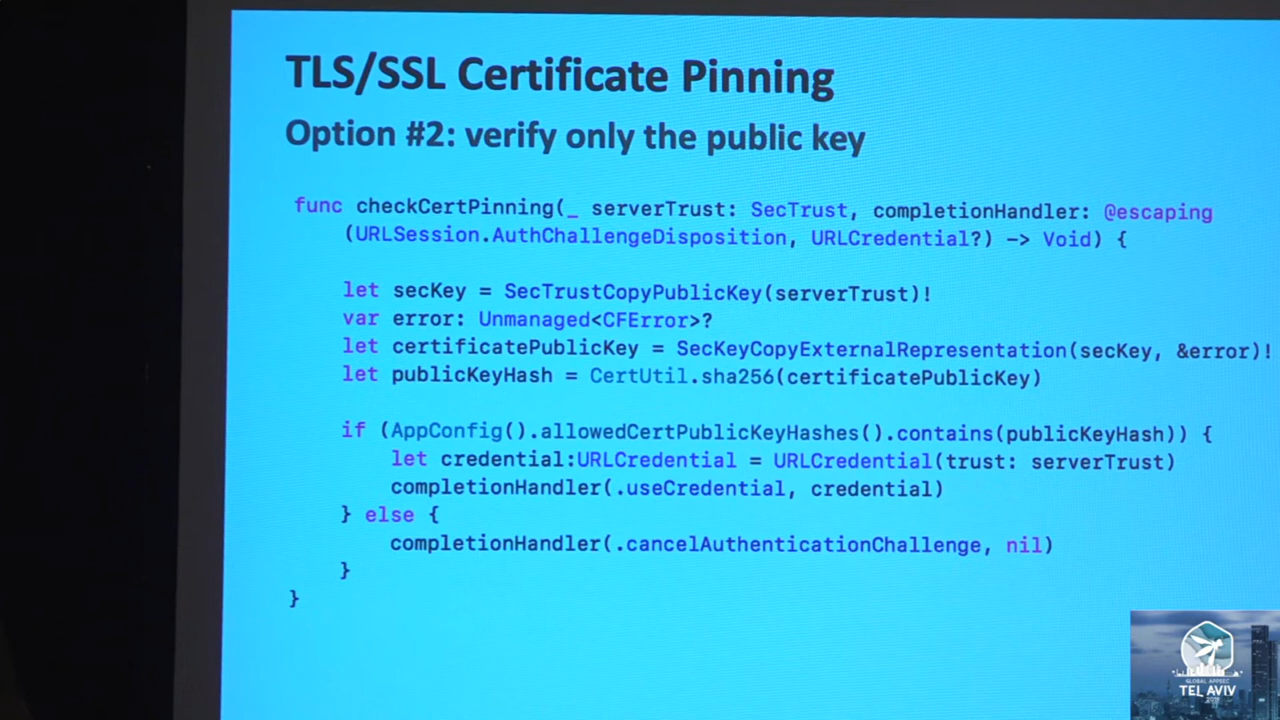 TLS/SSL Certificate Pinning
Option #2: verify only the public key
func checkCertPinning(_ serverTrust: SecTrust, completionHandler: @escaping
(URLSession.AuthChallengeDisposition, URLCredential?) -> Void) {
let secKey = SecTrustCopyPublicKey(serverTrust)!
var error: Unmanaged<CFError>?
let certificatePublicKey = SecKeyCopyExternalRepresentation(secKey, &error)!
let publicKeyHash = CertUtil.sha256(certificatePublicKey)
if (AppConfig().allowedCertPublicKeyHashes().contains(publicKeyHash)) {
let credential:URLCredential = URLCredential(trust: serverTrust)
completionHandler(.useCredential, credential)
} else {
completionHandler(.cancelAuthenticationChallenge, nil)
}
}
GLOBAL APPSEC
TEL AVIV